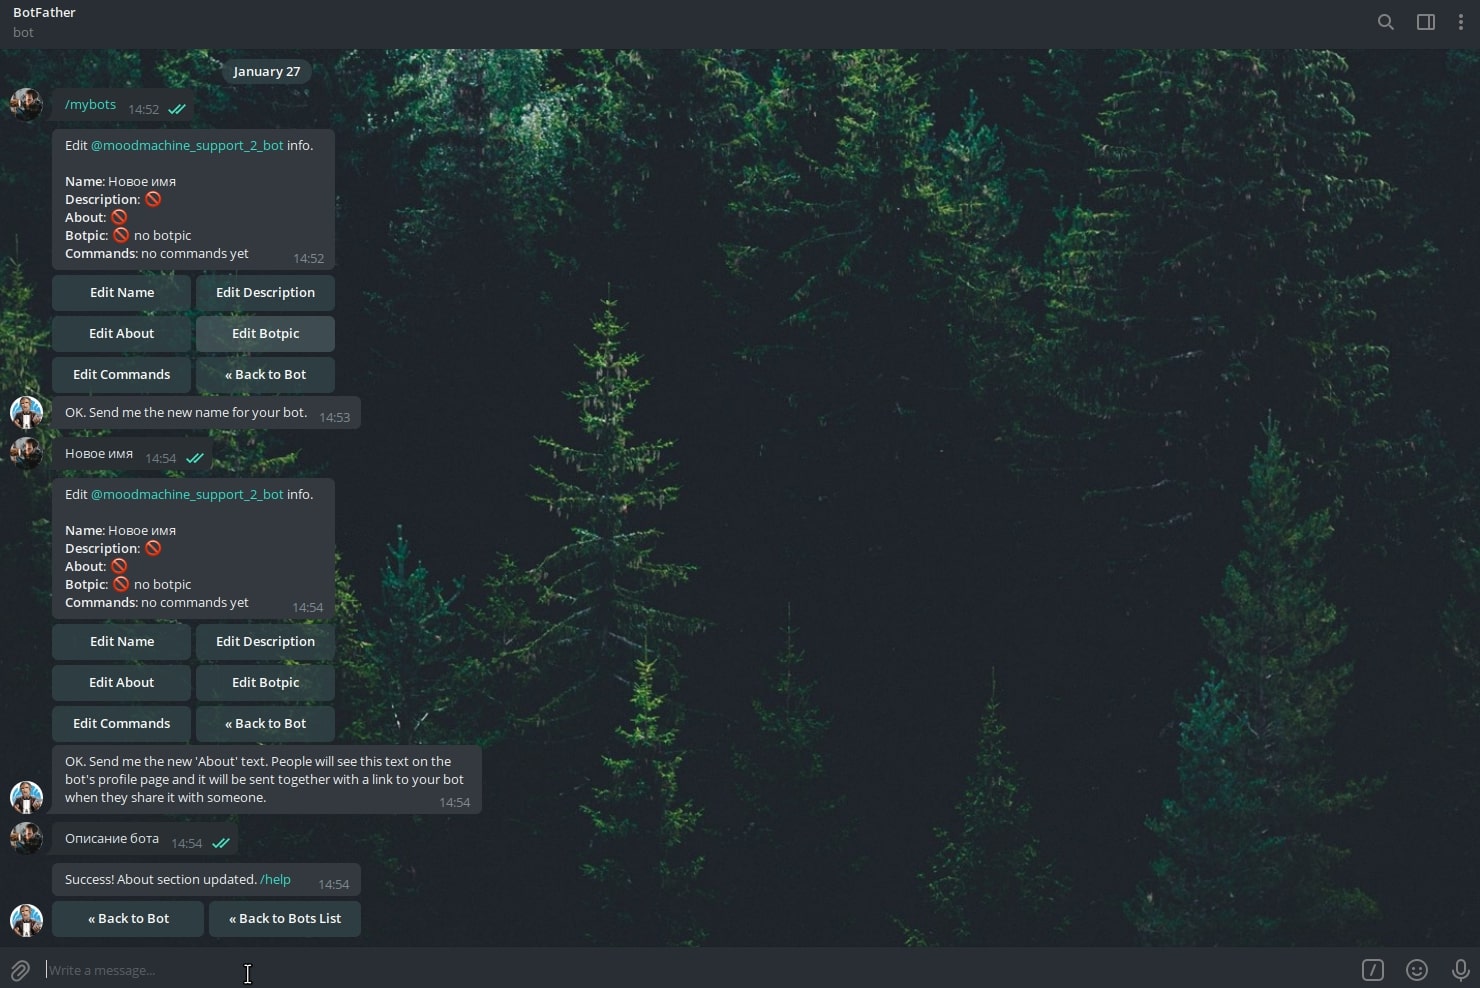 BotFather
bot
January 27
/mybots 14:52
Edit @moodmachine_support_2_bot info.
Name: Новое имя
Description: 🚫
About: 🚫
Botpic: 🚫 no botpic
Commands: no commands yet 14:52
Edit Name Edit Description
Edit About Edit Botpic
Edit Commands « Back to Bot
OK. Send me the new name for your bot. 14:53
Новое имя 14:54
Edit @moodmachine_support_2_bot info.
Name: Новое имя
Description: 🚫
About: 🚫
Botpic: 🚫 no botpic
Commands: no commands yet 14:54
Edit Name Edit Description
Edit About Edit Botpic
Edit Commands « Back to Bot
OK. Send me the new 'About' text. People will see this text on the
bot's profile page and it will be sent together with a link to your bot
when they share it with someone. 14:54
Описание бота 14:54
Success! About section updated. /help 14:54
« Back to Bot « Back to Bots List
Write a message...